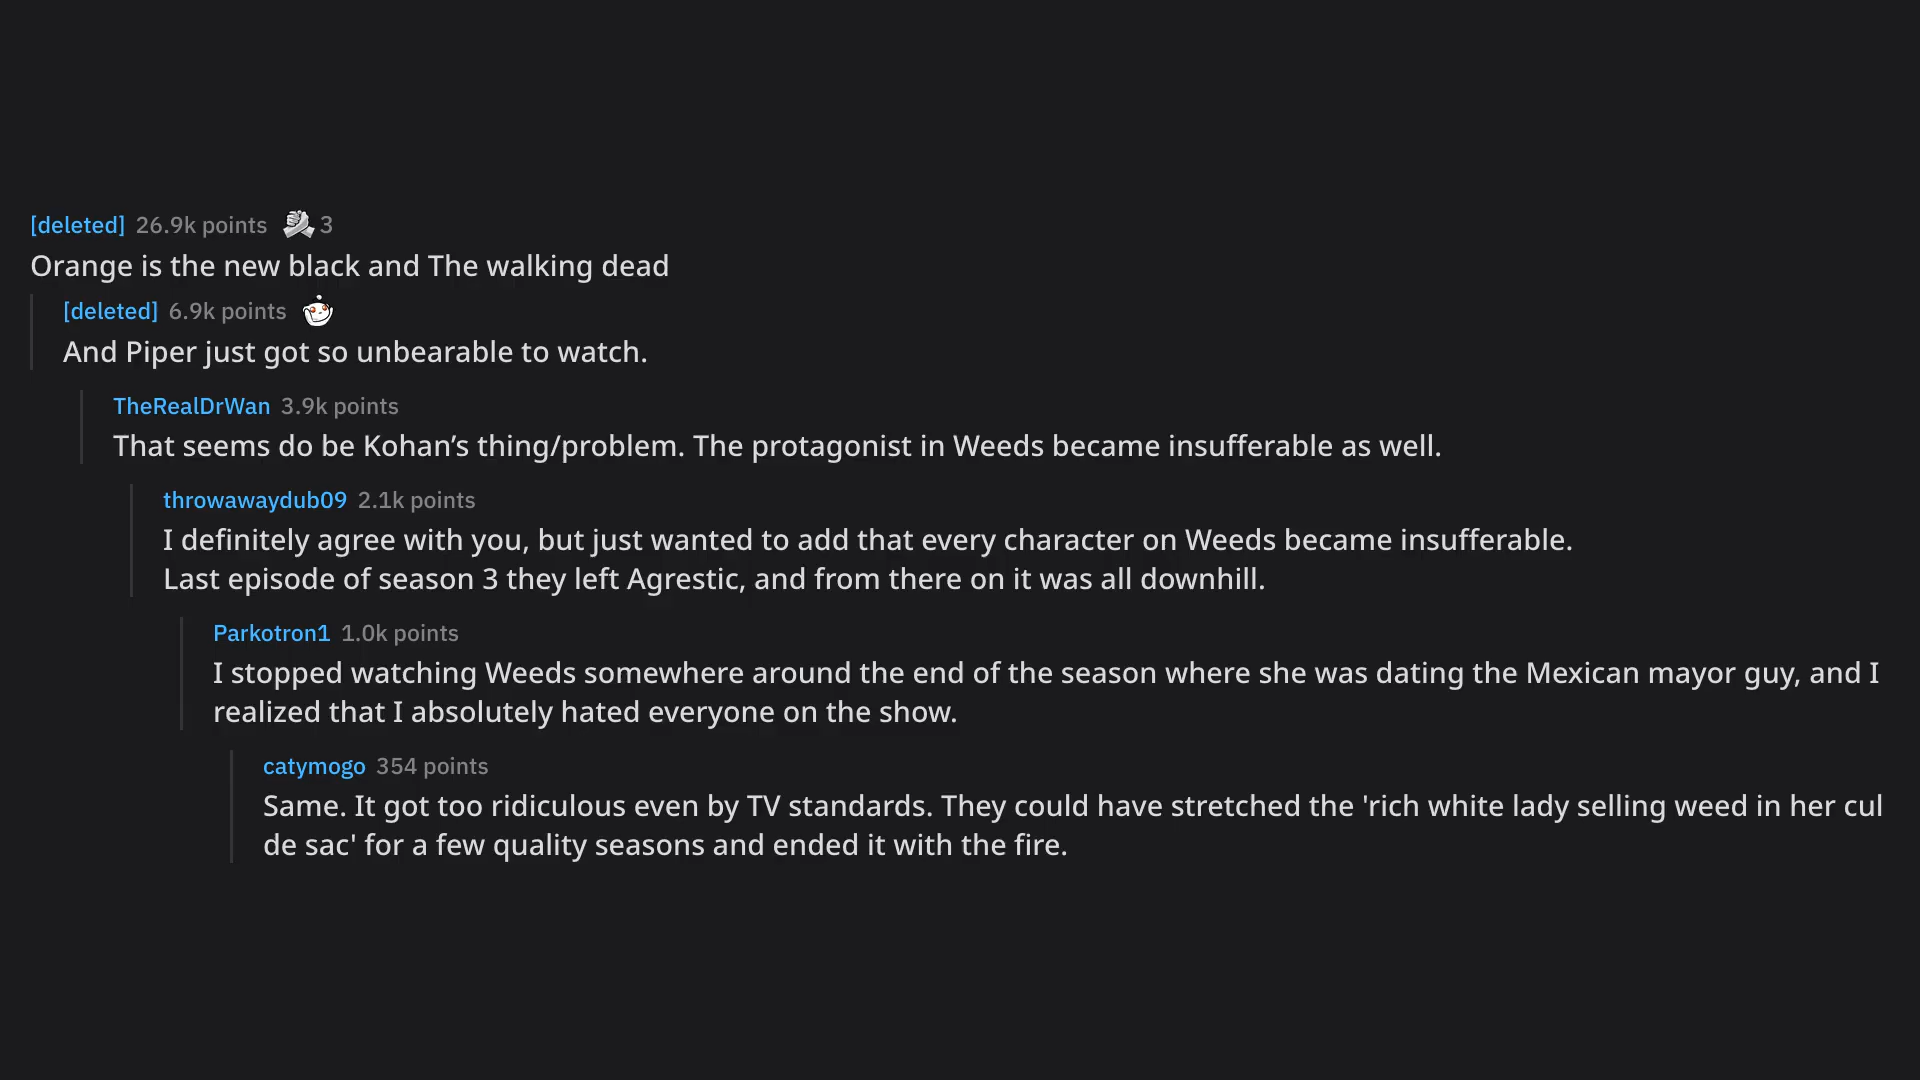 [deleted] 26.9k points 3
Orange is the new black and The walking dead
[deleted] 6.9k points
And Piper just got so unbearable to watch.
TheRealDrWan 3.9k points
That seems do be Kohan’s thing/problem. The protagonist in Weeds became insufferable as well.
throwawaydub09 2.1k points
I definitely agree with you, but just wanted to add that every character on Weeds became insufferable.
Last episode of season 3 they left Agrestic, and from there on it was all downhill.
Parkotron1 1.0k points
I stopped watching Weeds somewhere around the end of the season where she was dating the Mexican mayor guy, and I
realized that I absolutely hated everyone on the show.
catymogo 354 points
Same. It got too ridiculous even by TV standards. They could have stretched the 'rich white lady selling weed in her cul
de sac' for a few quality seasons and ended it with the fire.